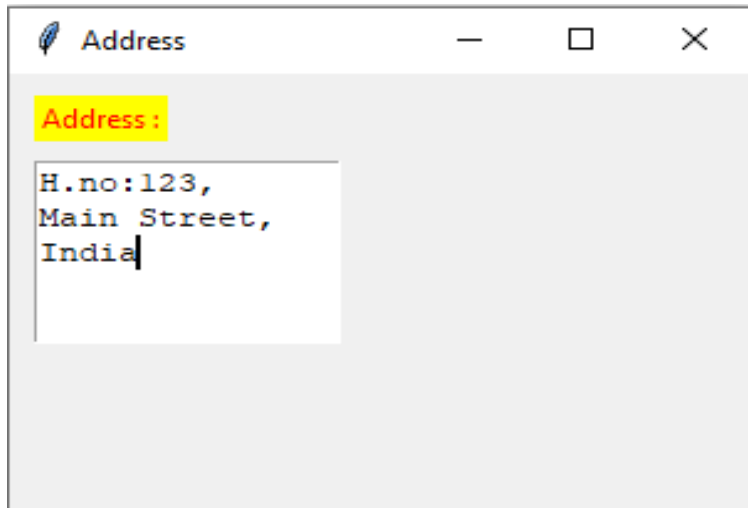 Address
Address :
H.no:123,
Main Street,
India